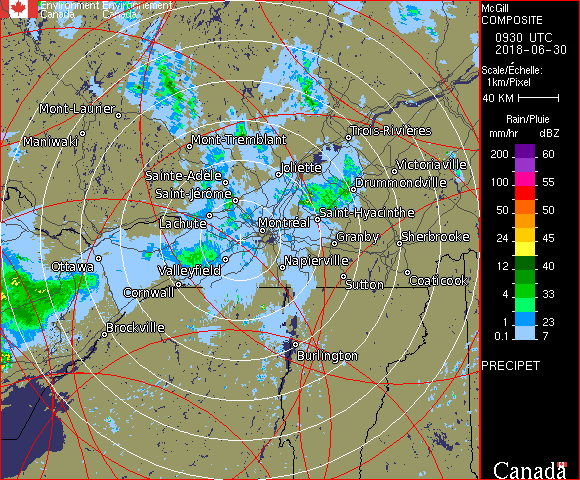 Environment Environnement
Canada Canada
Mont-Laurier
Maniwaki
Mont-Tremblant
Trois-Rivières
Joliette
Victoriaville
Sainte-Adèle
Drummondville
Saint-Jérôme
Saint-Hyacinthe
Lachute
Montréal
Granby
Sherbrooke
Ottawa
Valleyfield
Napierville
Cornwall
Sutton
Coaticook
Brockville
Burlington
McGill
COMPOSITE
0930 UTC
2018-06-30
Scale/Échelle:
1km/Pixel
40 KM
Rain/Pluie
mm/hr dBZ
200 60
100 55
50 50
24 45
12 40
4 33
1 23
0.1 7
PRECIPET
Canada